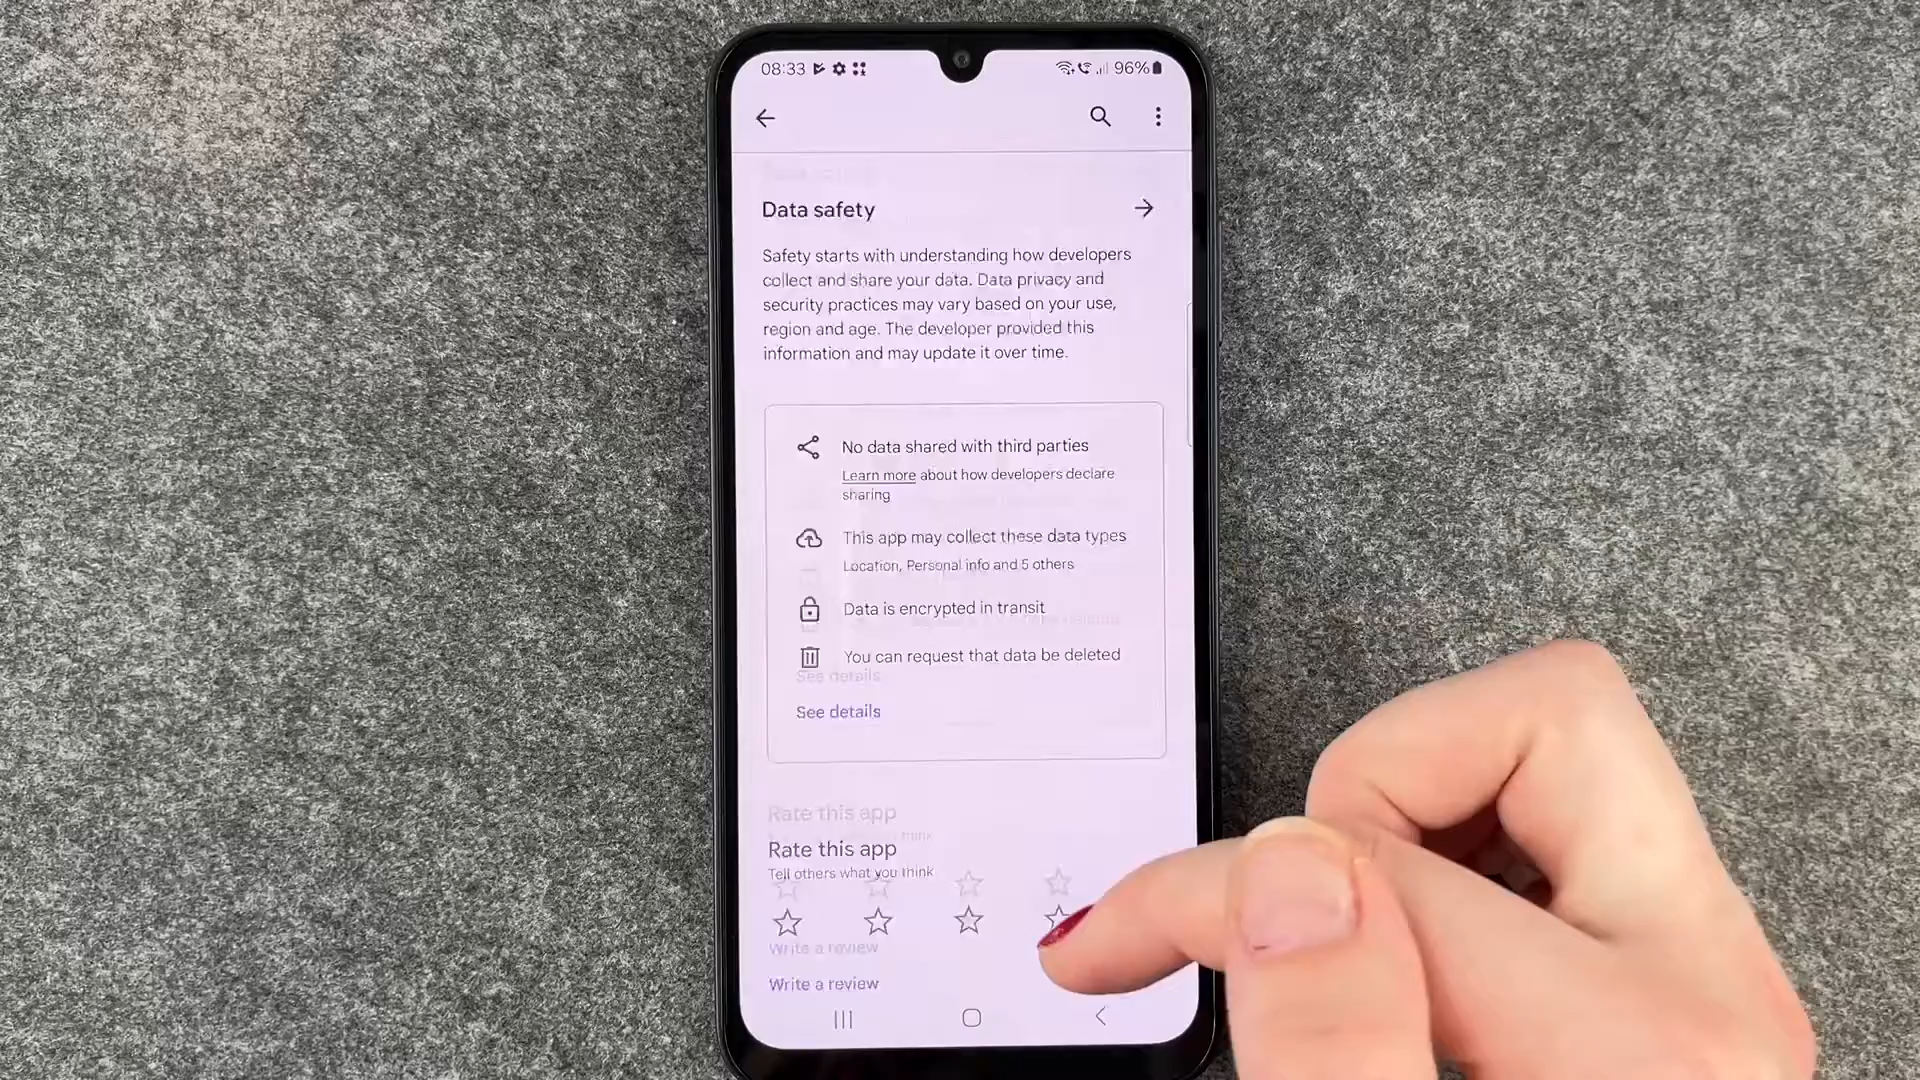 08:33
96%
Data safety
Safety starts with understanding how developers
collect and share your data. Data privacy and
security practices may vary based on your use,
region and age. The developer provided this
information and may update it over time.
No data shared with third parties
Learn more about how developers declare
sharing
This app may collect these data types
Location, Personal info and 5 others
Data is encrypted in transit
You can request that data be deleted
See details
See details
Rate this app
think
Rate this app
Tell others what you think
Write a review
Write a review